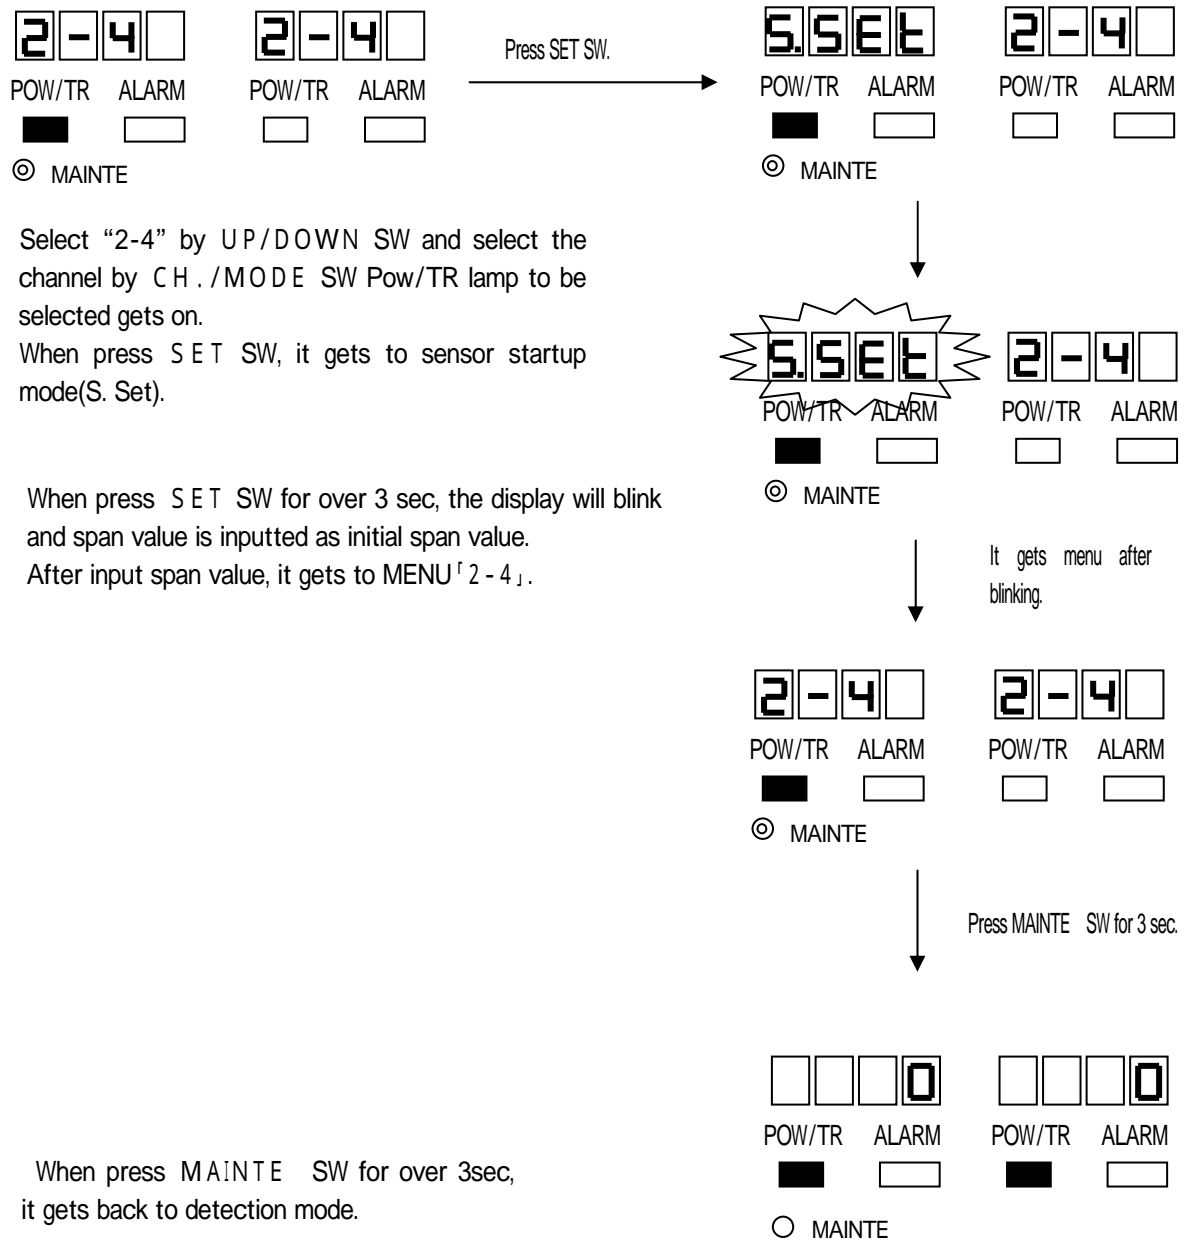 2-4 2-4
POW/TR ALARM POW/TR ALARM
MAINTE
Press SET SW.
S.SEt 2-4
POW/TR ALARM POW/TR ALARM
MAINTE
Select “2-4” by UP/DOWN SW and select the
channel by CH./MODE SW Pow/TR lamp to be
selected gets on.
When press SET SW, it gets to sensor startup
mode(S. Set).
S.SEt 2-4
POW/TR ALARM POW/TR ALARM
MAINTE
When press SET SW for over 3 sec, the display will blink
and span value is inputted as initial span value.
After input span value, it gets to MENU「2-4」.
It gets menu after
blinking.
2-4 2-4
POW/TR ALARM POW/TR ALARM
MAINTE
Press MAINTE SW for 3 sec.
0 0
POW/TR ALARM POW/TR ALARM
MAINTE
When press MAINTE SW for over 3sec,
it gets back to detection mode.